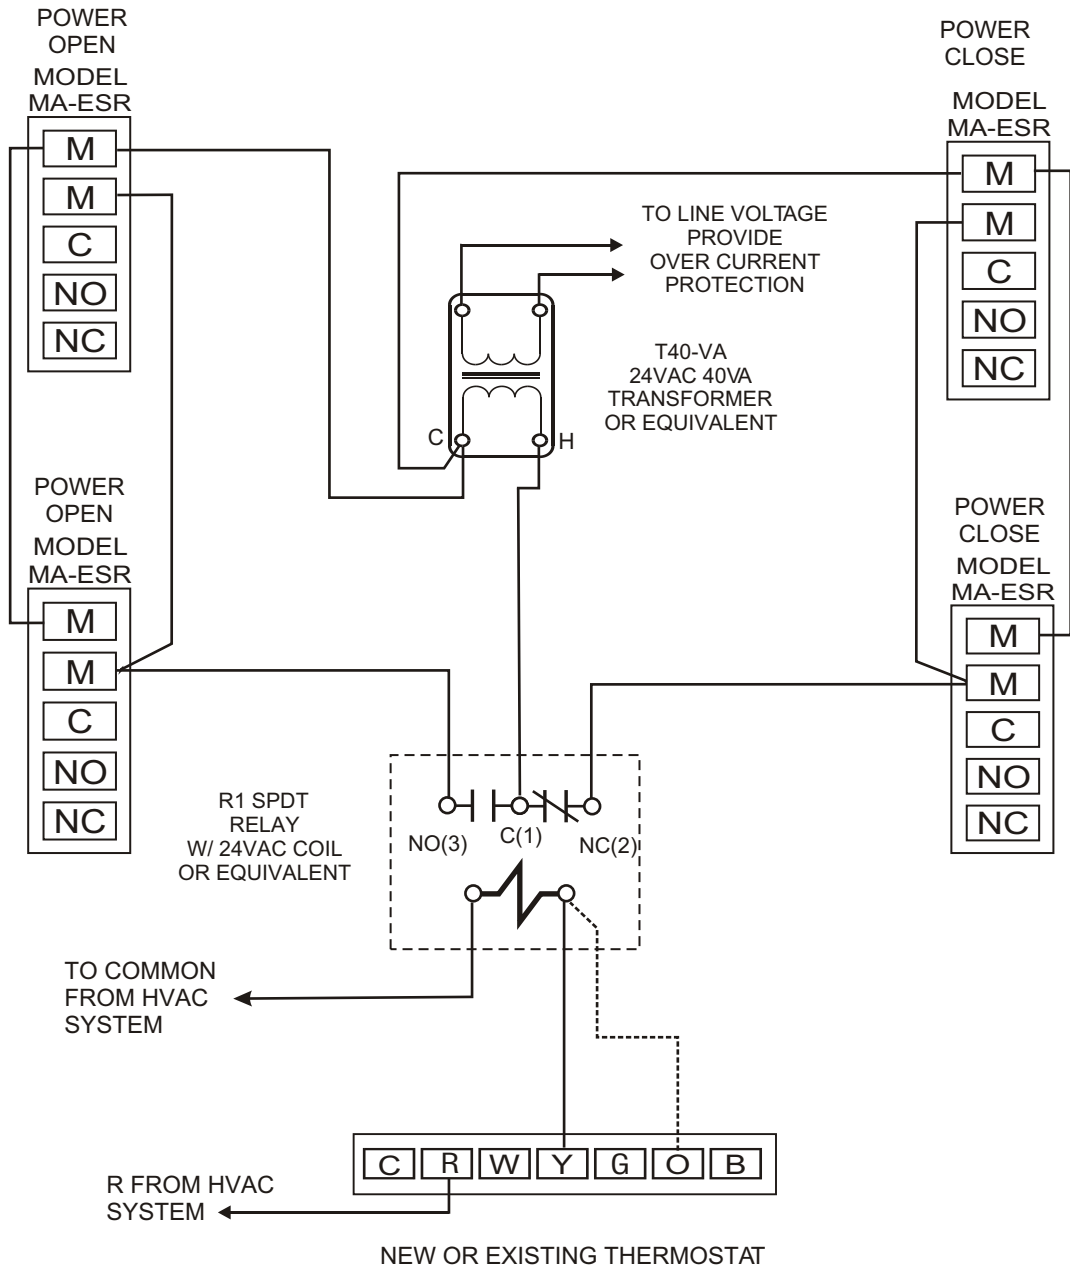 POWER
OPEN
MODEL
MA-ESR
M
M
C
NO
NC
POWER
CLOSE
MODEL
MA-ESR
M
M
C
NO
NC
TO LINE VOLTAGE
PROVIDE
OVER CURRENT
PROTECTION
T40-VA
24VAC 40VA
TRANSFORMER
OR EQUIVALENT
C
H
POWER
OPEN
MODEL
MA-ESR
M
M
C
NO
NC
POWER
CLOSE
MODEL
MA-ESR
M
M
C
NO
NC
R1 SPDT
RELAY
W/ 24VAC COIL
OR EQUIVALENT
NO(3)
C(1)
NC(2)
TO COMMON
FROM HVAC
SYSTEM
C R W Y G O B
R FROM HVAC
SYSTEM
NEW OR EXISTING THERMOSTAT